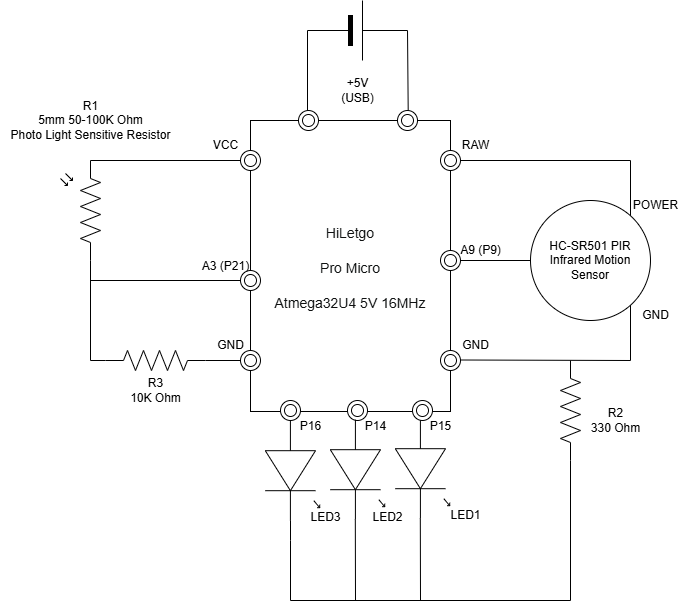 +5V
(USB)
R1
5mm 50-100K Ohm
Photo Light Sensitive Resistor
VCC
RAW
POWER
HiLetgo
Pro Micro
Atmega32U4 5V 16MHz
A3 (P21)
A9 (P9)
HC-SR501 PIR
Infrared Motion
Sensor
GND
GND
GND
R3
10K Ohm
R2
330 Ohm
P16
P14
P15
LED3
LED2
LED1